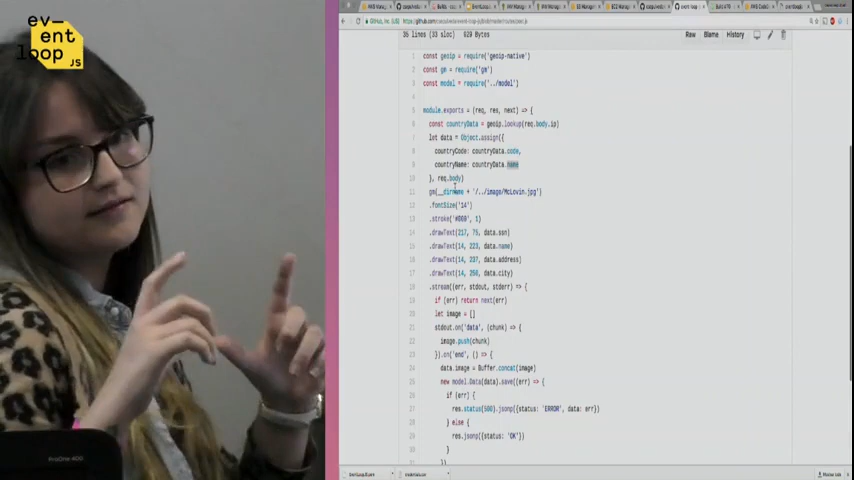 ev_
ent
loop
JS
35 lines (33 sloc) 929 Bytes
Raw Blame History
1 const geoip = require('geoip-native')
2 const gm = require('gm')
3 const model = require('../model')
4
5 module.exports = (req, res, next) => {
6 const countryData = geoip.lookup(req.body.ip)
7 let data = Object.assign({
8 countryCode: countryData.code,
9 countryName: countryData.name
10 }, req.body)
11 gm(__dirname + '/../image/McLovin.jpg')
12 .fontSize('14')
13 .stroke('#000', 1)
14 .drawText(217, 75, data.ssn)
15 .drawText(14, 223, data.name)
16 .drawText(14, 237, data.address)
17 .drawText(14, 250, data.city)
18 .stream((err, stdout, stderr) => {
19 if (err) return next(err)
20 let image = []
21 stdout.on('data', (chunk) => {
22 image.push(chunk)
23 }).on('end', () => {
24 data.image = Buffer.concat(image)
25 new model.Data(data).save((err) => {
26 if (err) {
27 res.status(500).jsonp({status: 'ERROR', data: err})
28 } else {
29 res.jsonp({status: 'OK'})
30 }
31 })